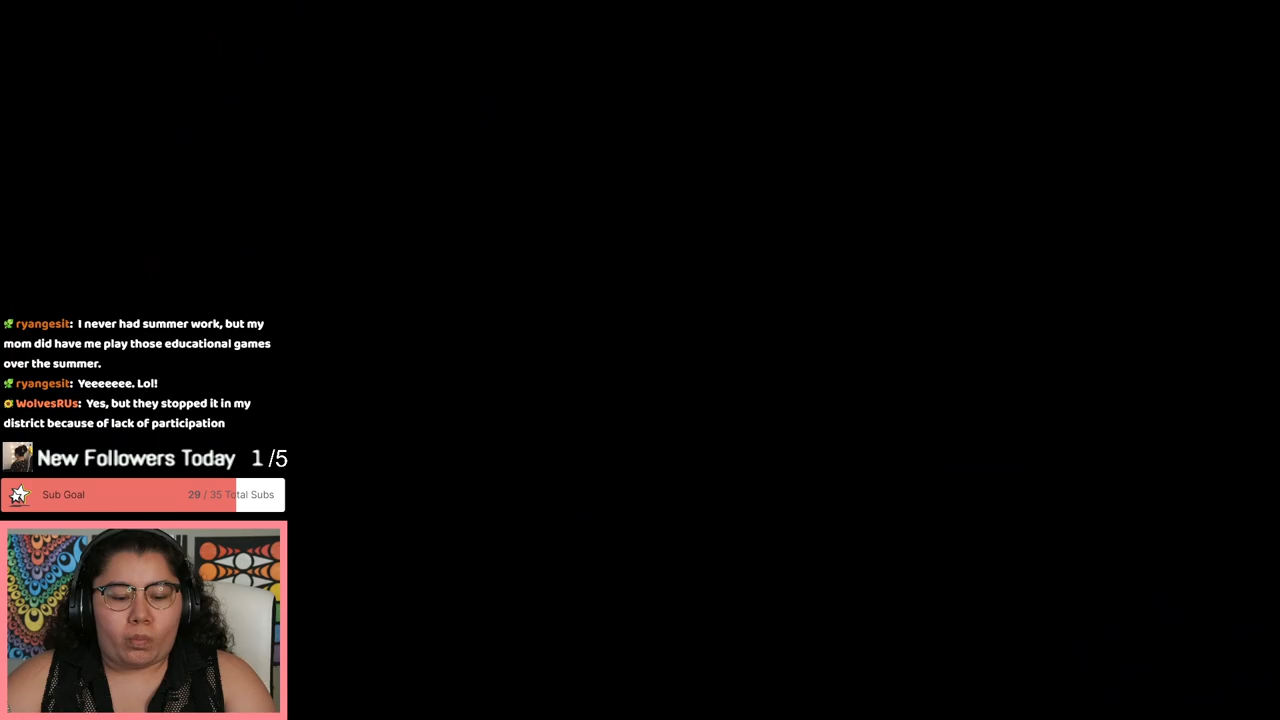 ryangesit: I never had summer work, but my
mom did have me play those educational games
over the summer.
ryangesit: Yeeeeeee. Lol!
WolvesRUs: Yes, but they stopped it in my
district because of lack of participation
New Followers Today 1 /5
Sub Goal 29 / 35 Total Subs